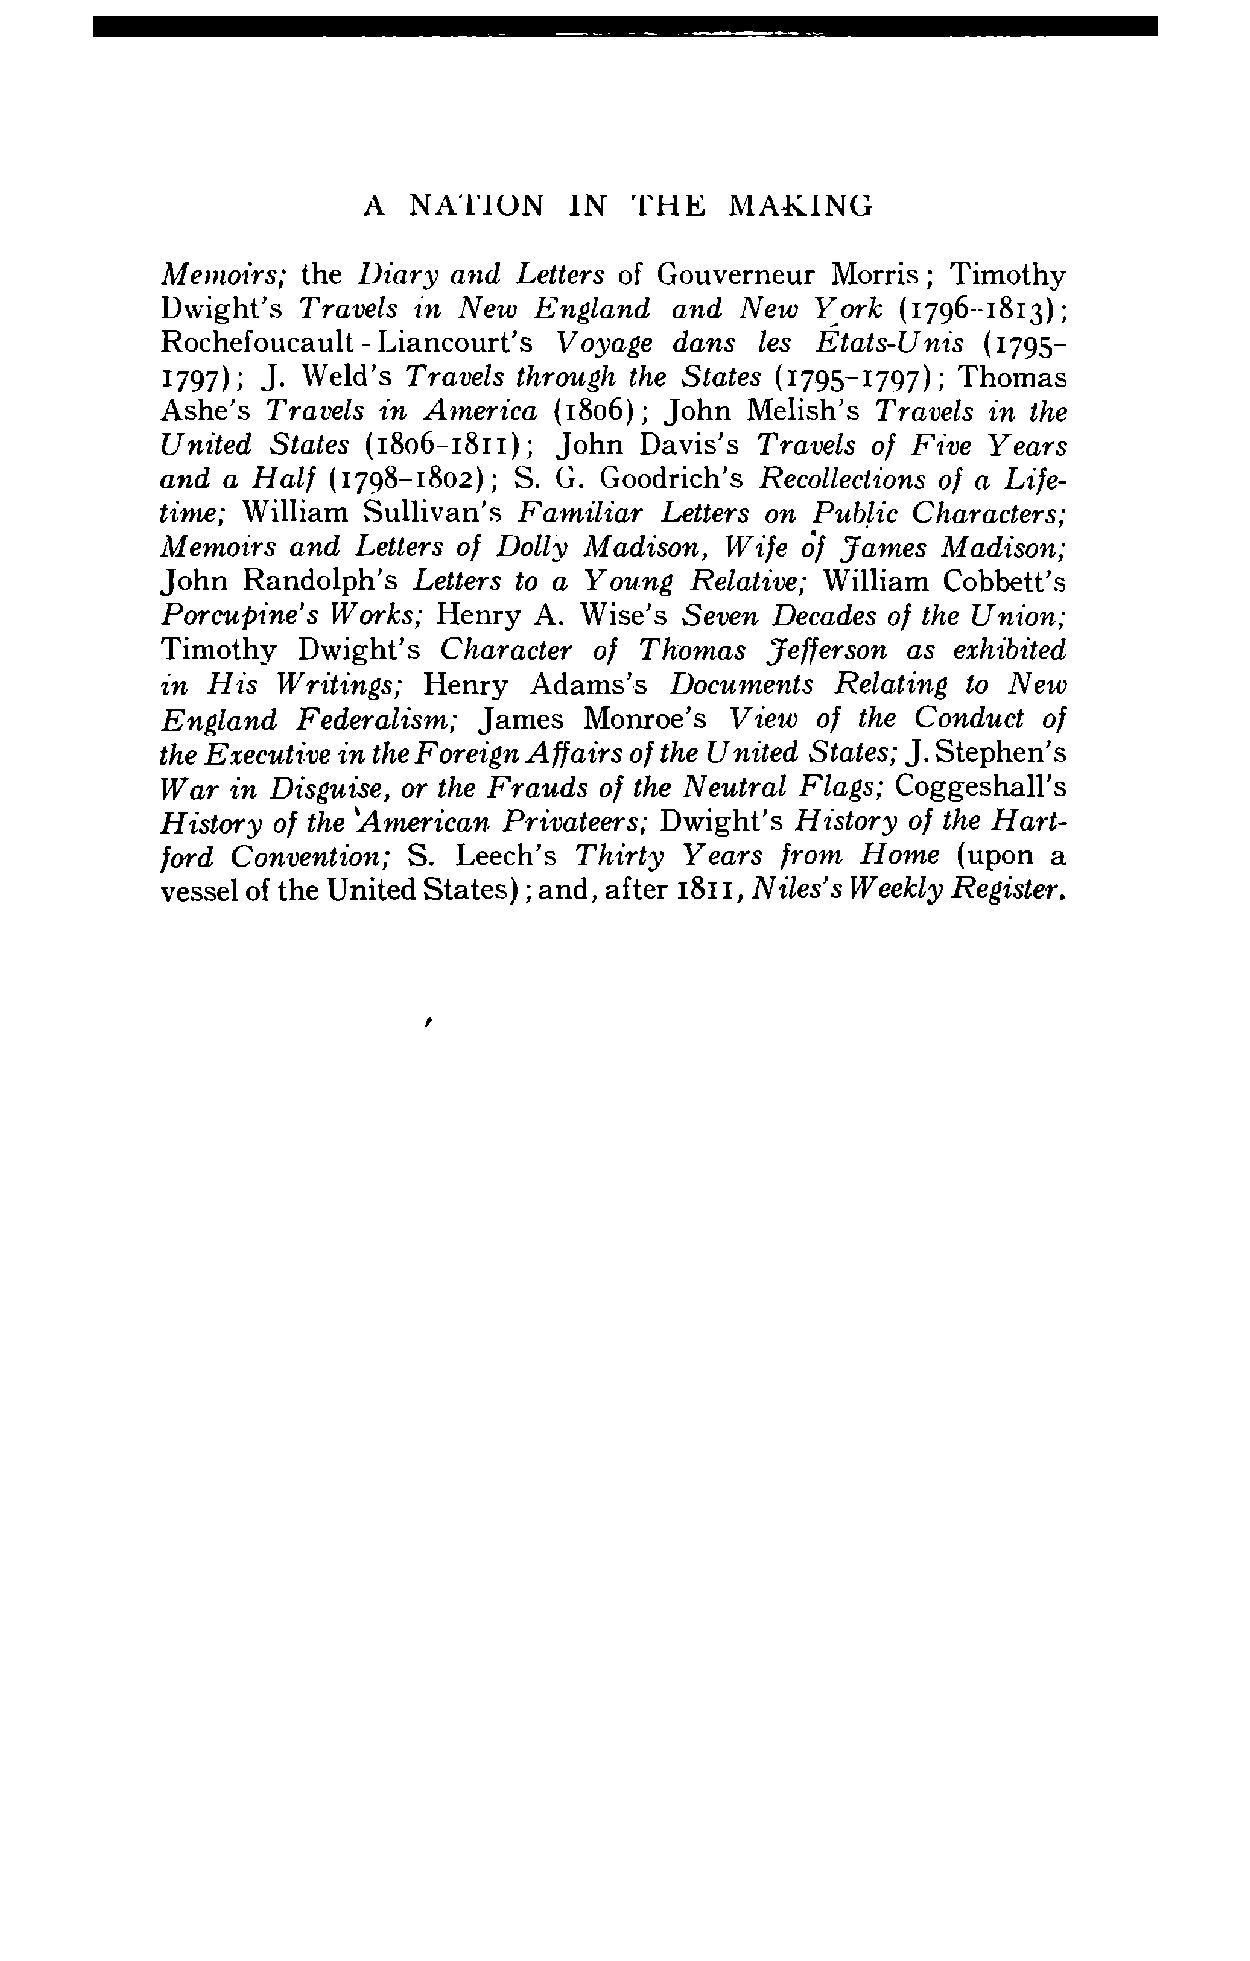 A NATION IN THE MAKING
Memoirs; the Diary and Letters of Gouverneur Morris; Timothy
Dwight's Travels in New England and New York (1796-1813);
Rochefoucault-Liancourt's Voyage dans les États-Unis (1795-
1797); J. Weld's Travels through the States (1795-1797); Thomas
Ashe's Travels in America (1806); John Melish's Travels in the
United States (1806-1811); John Davis's Travels of Five Years
and a Half (1798-1802); S. G. Goodrich's Recollections of a Life-
time; William Sullivan's Familiar Letters on Public Characters;
Memoirs and Letters of Dolly Madison, Wife of James Madison;
John Randolph's Letters to a Young Relative; William Cobbett's
Porcupine's Works; Henry A. Wise's Seven Decades of the Union;
Timothy Dwight's Character of Thomas Jefferson as exhibited
in His Writings; Henry Adams's Documents Relating to New
England Federalism; James Monroe's View of the Conduct of
the Executive in the Foreign Affairs of the United States; J. Stephen's
War in Disguise, or the Frauds of the Neutral Flags; Coggeshall's
History of the American Privateers; Dwight's History of the Hart-
ford Convention; S. Leech's Thirty Years from Home (upon a
vessel of the United States); and, after 1811, Niles's Weekly Register.